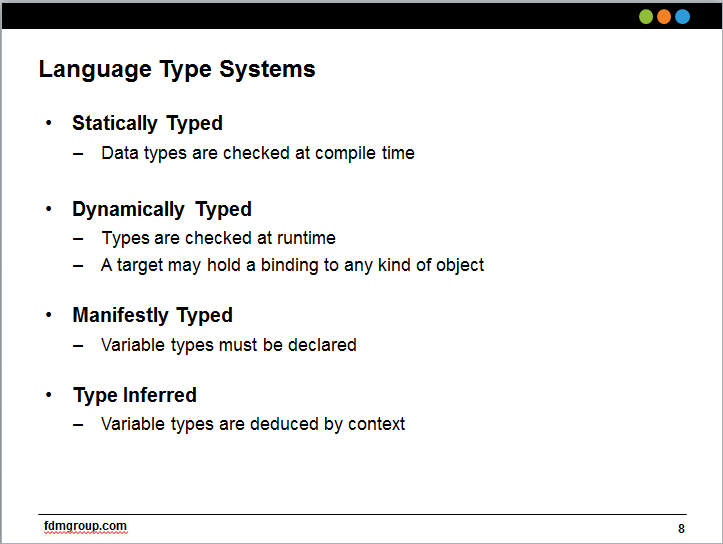 Language Type Systems
• Statically Typed
– Data types are checked at compile time
• Dynamically Typed
– Types are checked at runtime
– A target may hold a binding to any kind of object
• Manifestly Typed
– Variable types must be declared
• Type Inferred
– Variable types are deduced by context
fdmgroup.com
8